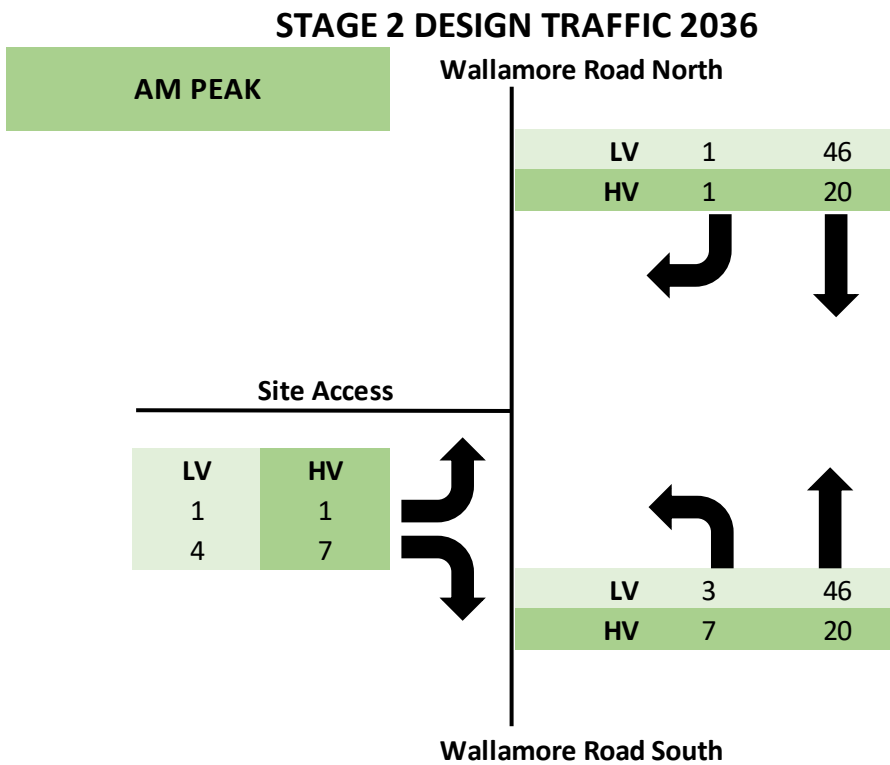 STAGE 2 DESIGN TRAFFIC 2036
AM PEAK
Wallamore Road North
LV 1 46
HV 1 20
Site Access
LV HV
1 1
4 7
LV 3 46
HV 7 20
Wallamore Road South